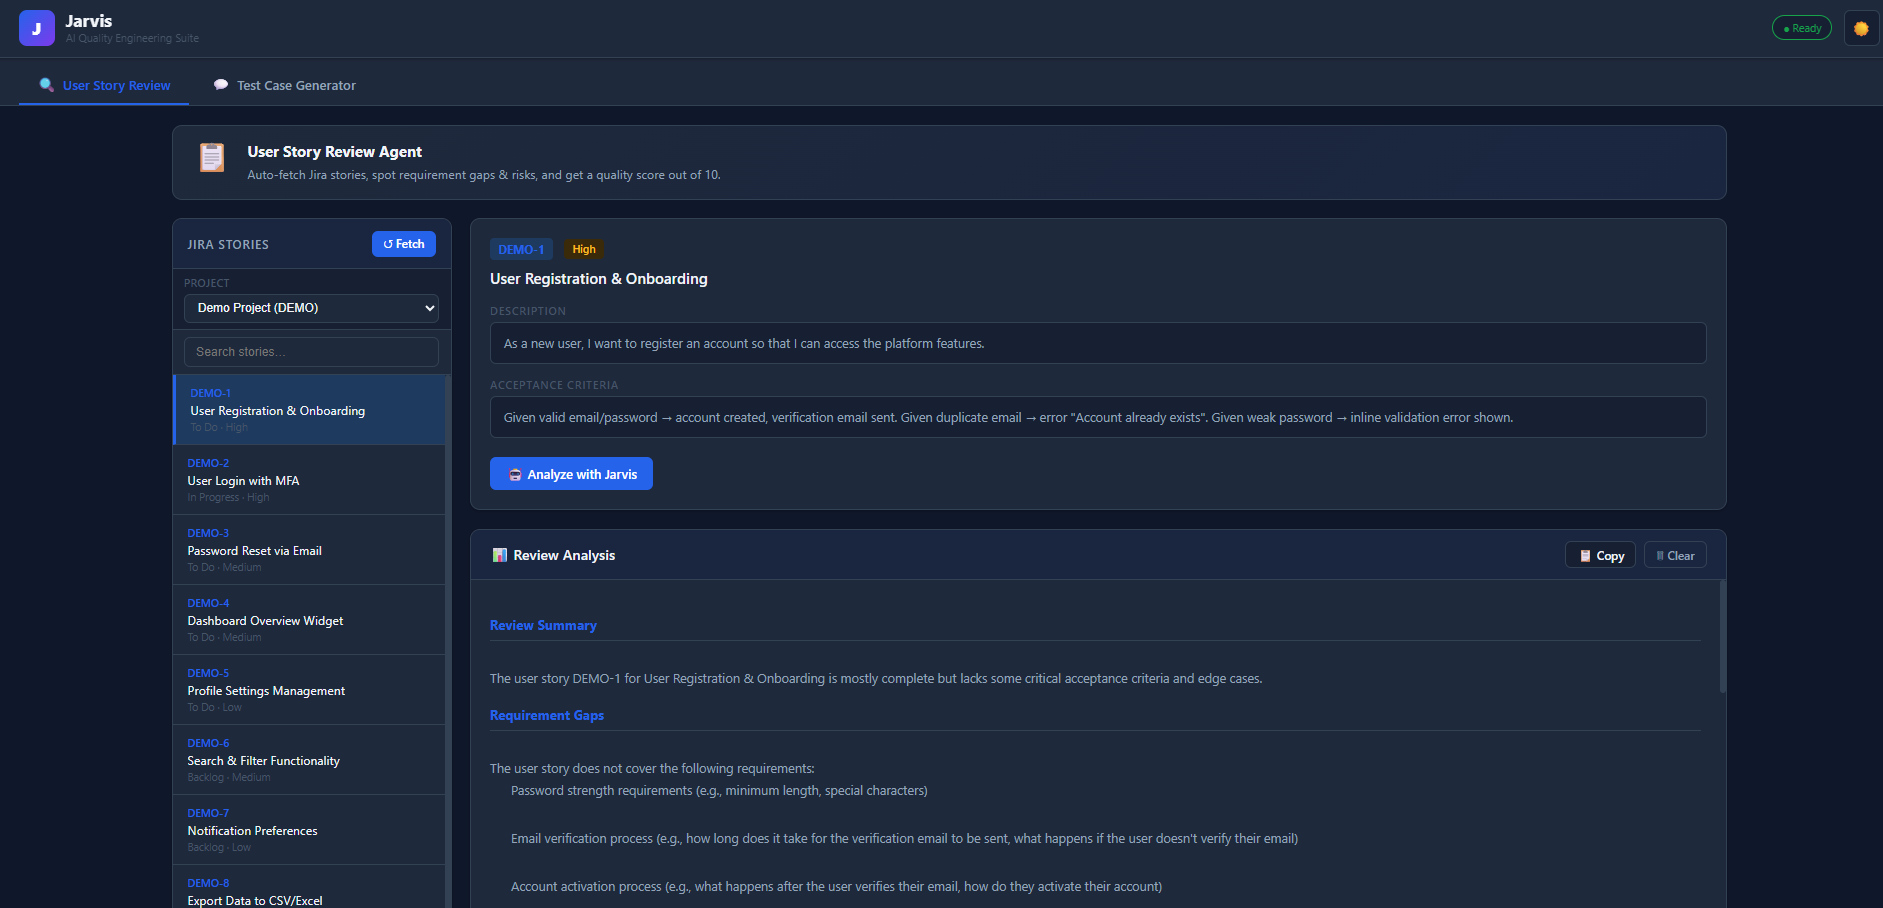 J
Jarvis
AI Quality Engineering Suite
Ready
User Story Review
Test Case Generator
User Story Review Agent
Auto-fetch Jira stories, spot requirement gaps & risks, and get a quality score out of 10.
JIRA STORIES
Fetch
PROJECT
Demo Project (DEMO)
Search stories...
DEMO-1
User Registration & Onboarding
To Do · High
DEMO-2
User Login with MFA
In Progress · High
DEMO-3
Password Reset via Email
To Do · Medium
DEMO-4
Dashboard Overview Widget
To Do · Medium
DEMO-5
Profile Settings Management
To Do · Low
DEMO-6
Search & Filter Functionality
Backlog · Medium
DEMO-7
Notification Preferences
Backlog · Low
DEMO-8
Export Data to CSV/Excel
DEMO-1 High
User Registration & Onboarding
DESCRIPTION
As a new user, I want to register an account so that I can access the platform features.
ACCEPTANCE CRITERIA
Given valid email/password → account created, verification email sent. Given duplicate email → error "Account already exists". Given weak password → inline validation error shown.
Analyze with Jarvis
Review Analysis
Copy
Clear
Review Summary
The user story DEMO-1 for User Registration & Onboarding is mostly complete but lacks some critical acceptance criteria and edge cases.
Requirement Gaps
The user story does not cover the following requirements:
Password strength requirements (e.g., minimum length, special characters)
Email verification process (e.g., how long does it take for the verification email to be sent, what happens if the user doesn't verify their email)
Account activation process (e.g., what happens after the user verifies their email, how do they activate their account)